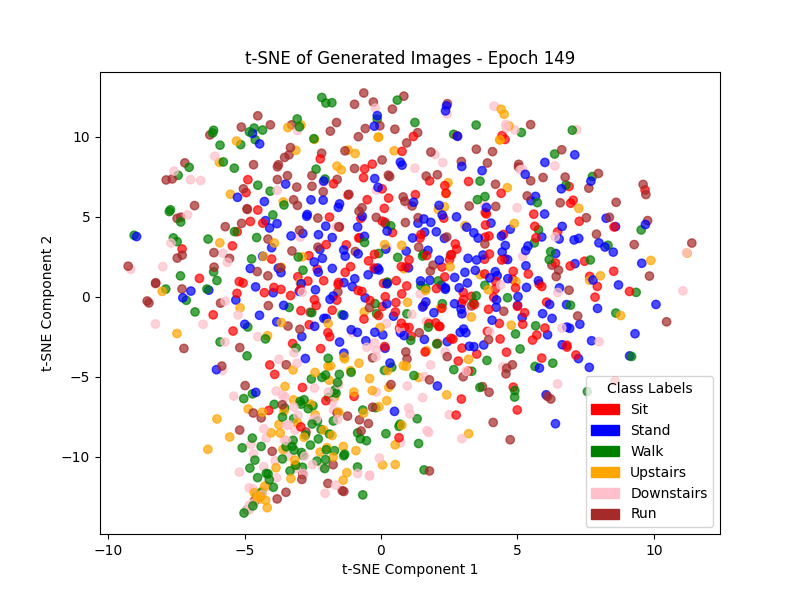 t-SNE of Generated Images - Epoch 149
t-SNE Component 2
10
5
0
−5
−10
−10
−5
0
5
10
t-SNE Component 1
Class Labels
Sit
Stand
Walk
Upstairs
Downstairs
Run